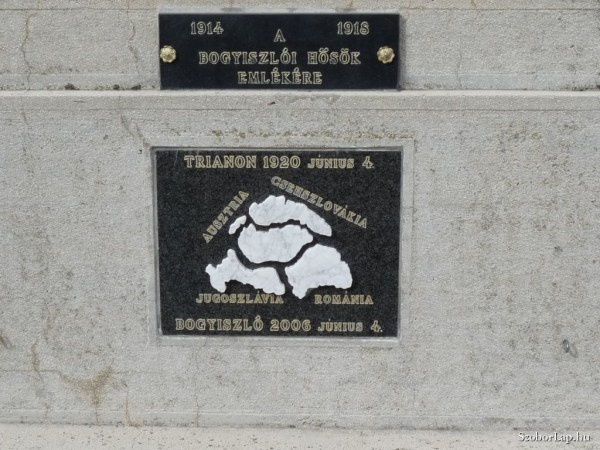 1914 1918
A
BOGYISZLÓI HŐSÖK
EMLÉKÉRE
TRIANON 1920 JÚNIUS 4.
AUSZTRIA
CSEHSZLOVÁKIA
JUGOSZLÁVIA ROMÁNIA
BOGYISZLÓ 2006 JÚNIUS 4.
SzoborLap.hu